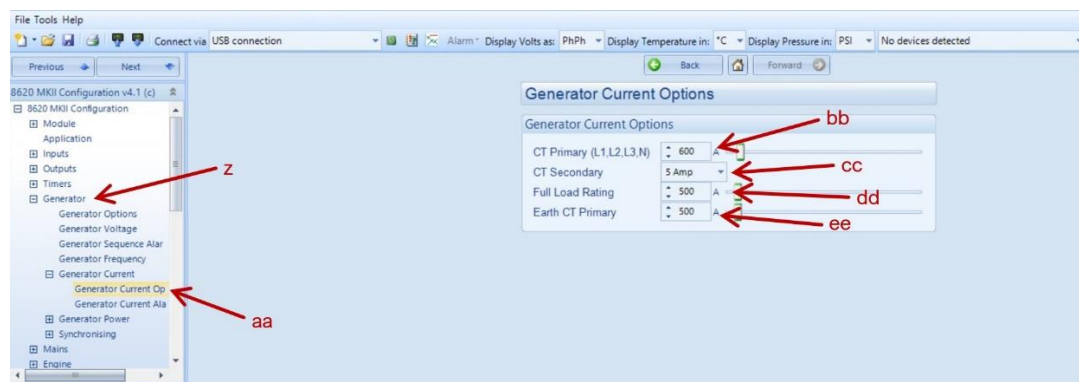 File Tools Help
Connect via USB connection Alarm Display Volts as: PhPh Display Temperature in: °C Display Pressure in: PSI No devices detected
Previous Next
Back Forward
8620 MKII Configuration v4.1 (c)
8620 MKII Configuration
Module
Application
Inputs
Outputs
Timers
Generator
Generator Options
Generator Voltage
Generator Sequence Alar
Generator Frequency
Generator Current
Generator Current Op
Generator Current Ala
Generator Power
Synchronising
Mains
Engine
z
aa
Generator Current Options
Generator Current Options
CT Primary (L1,L2,L3,N) 600 A
CT Secondary 5 Amp
Full Load Rating 500 A
Earth CT Primary 500 A
bb
cc
dd
ee